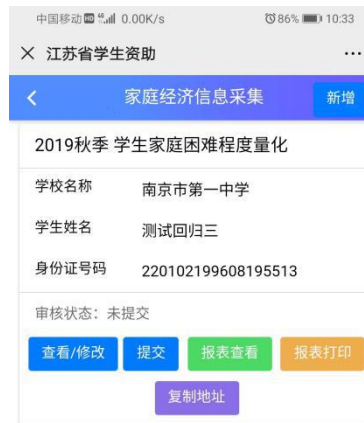 中国移动 HD 46 0.00K/s 86% 10:33
× 江苏省学生资助 ...
< 家庭经济信息采集 新增
2019秋季 学生家庭困难程度量化
学校名称 南京市第一中学
学生姓名 测试回归三
身份证号码 220102199608195513
审核状态：未提交
查看/修改 提交 报表查看 报表打印
复制地址